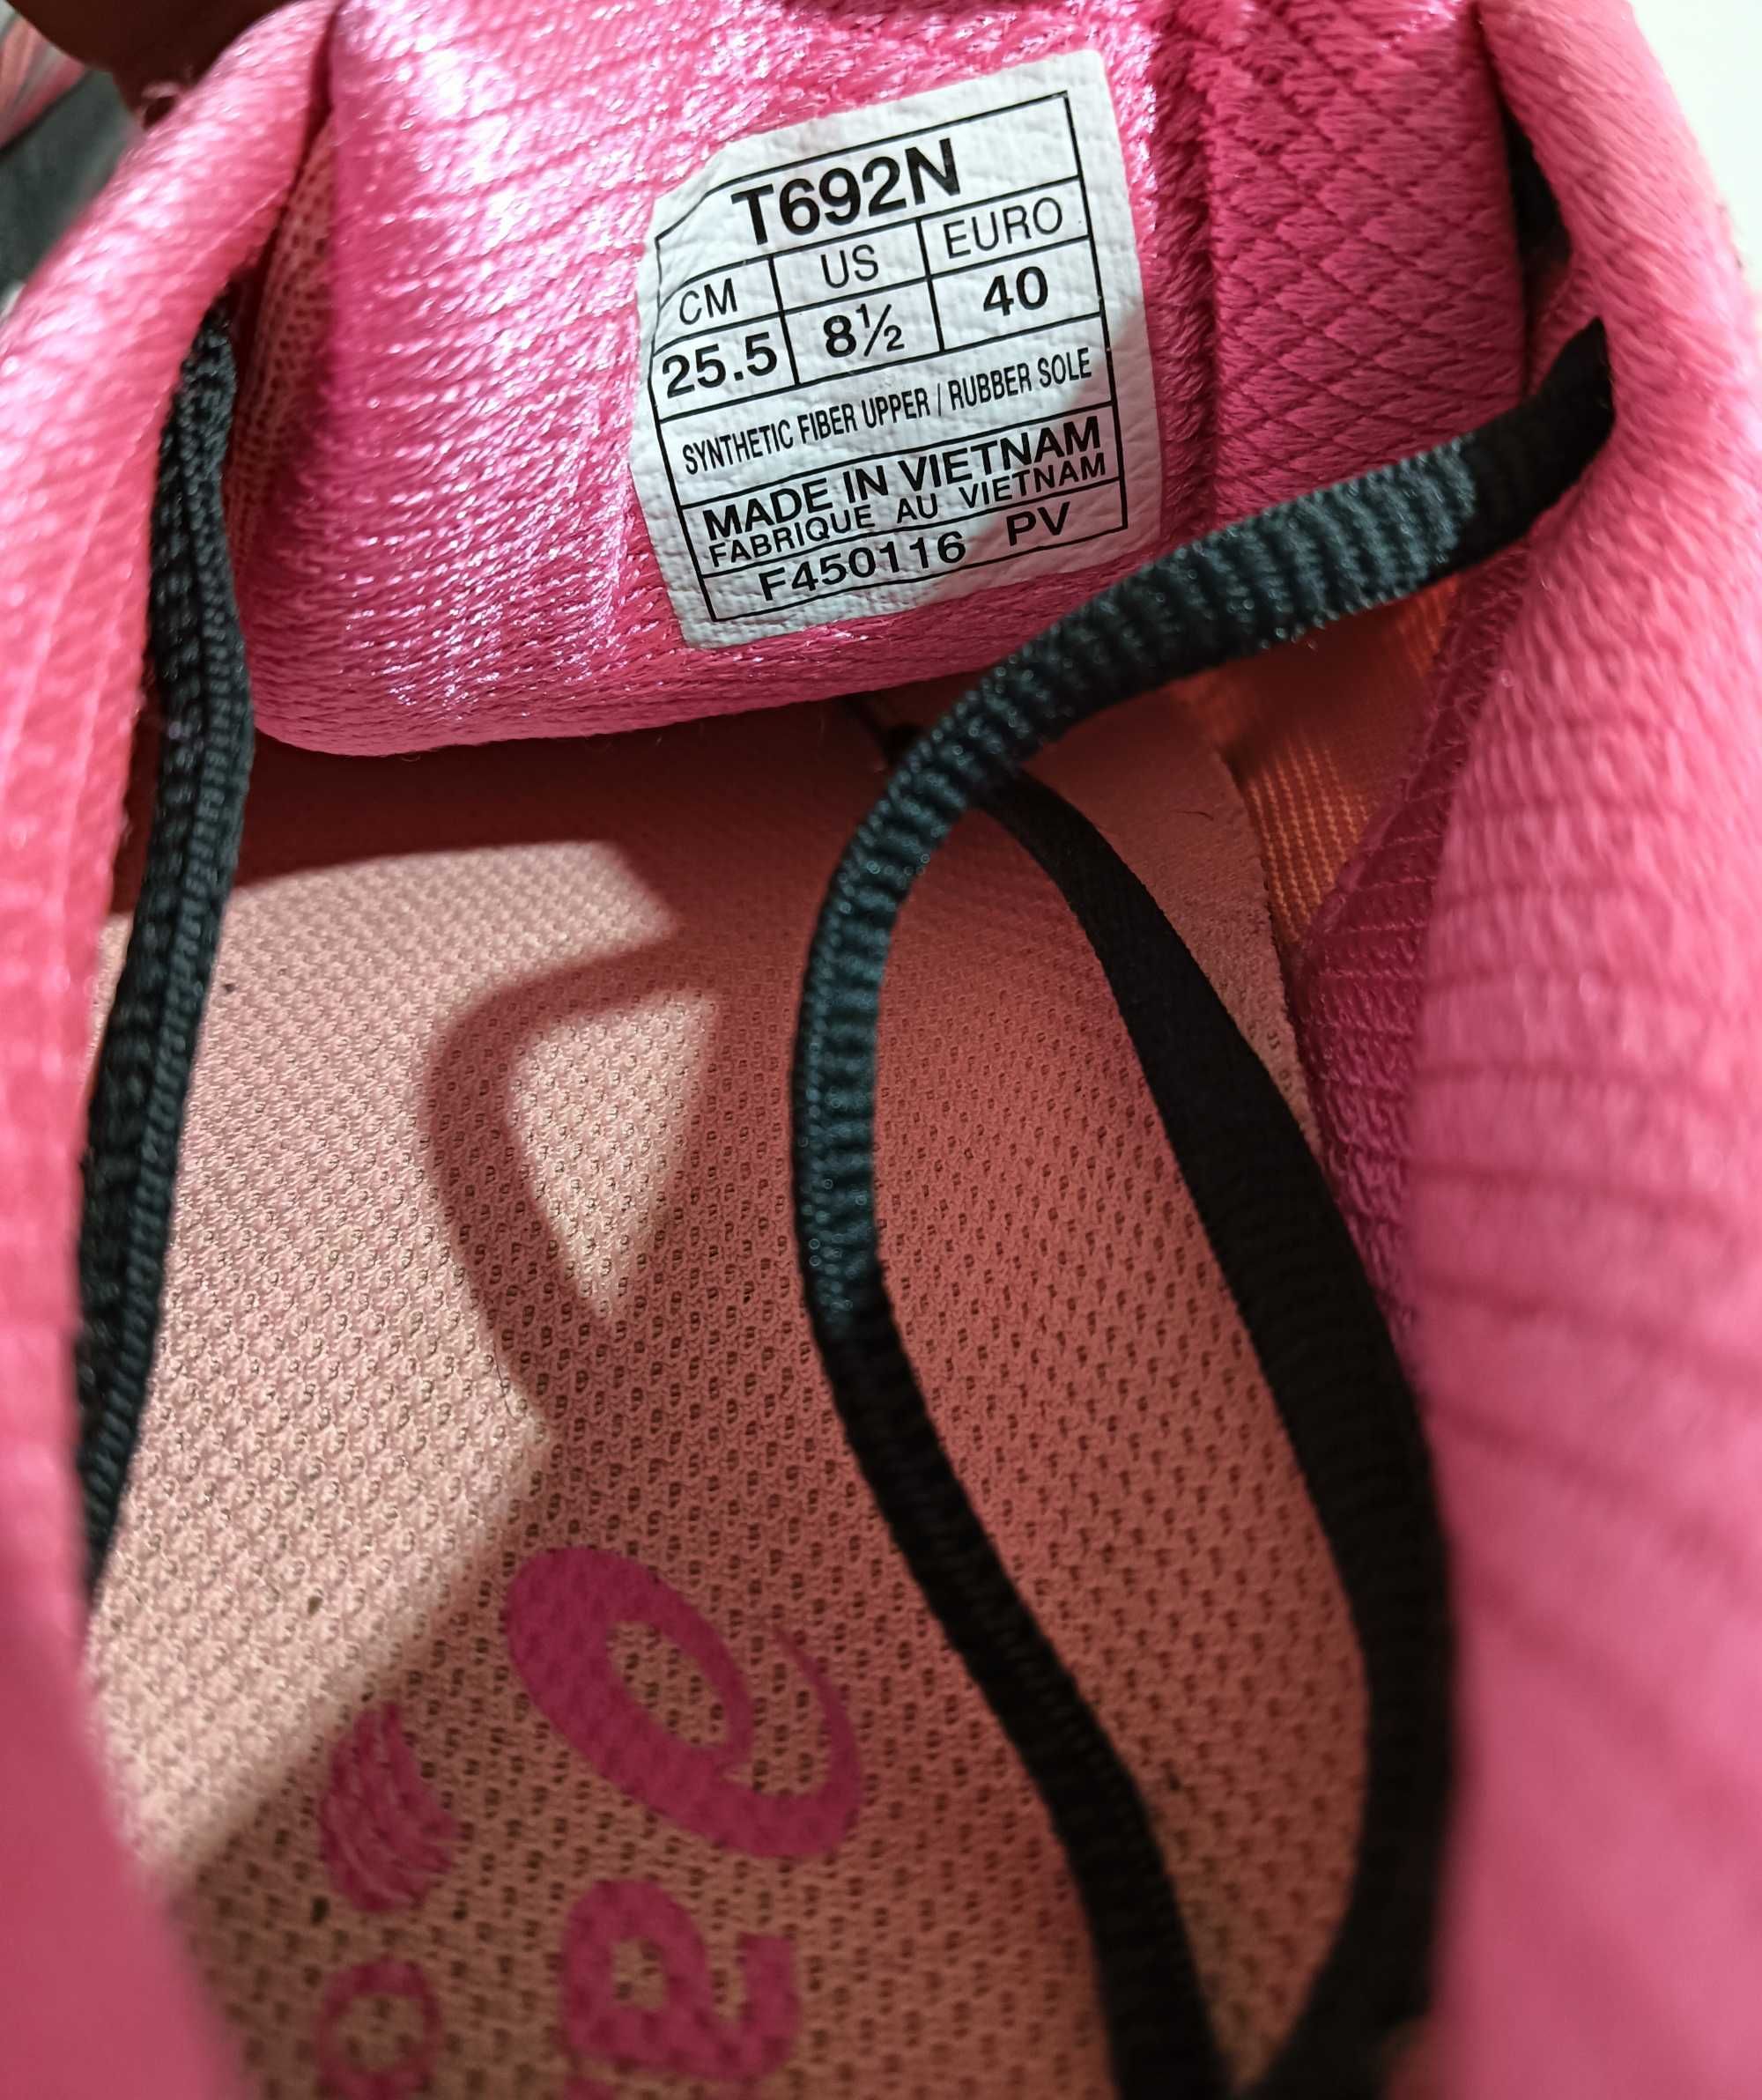 T692N
CM US EURO
25.5 8½ 40
SYNTHETIC FIBER UPPER / RUBBER SOLE
MADE IN VIETNAM
FABRIQUE AU VIETNAM
F450116 PV